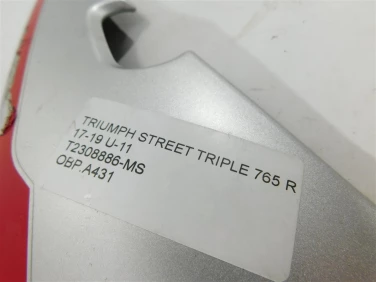 TRIUMPH STREET TRIPLE 765 R
17-19 U-11
T2308886-MS
OBP.A431